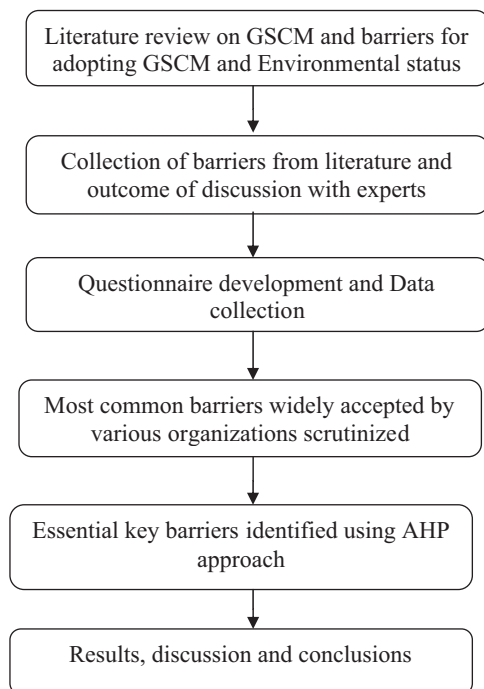 Literature review on GSCM and barriers for
adopting GSCM and Environmental status
Collection of barriers from literature and
outcome of discussion with experts
Questionnaire development and Data
collection
Most common barriers widely accepted by
various organizations scrutinized
Essential key barriers identified using AHP
approach
Results, discussion and conclusions